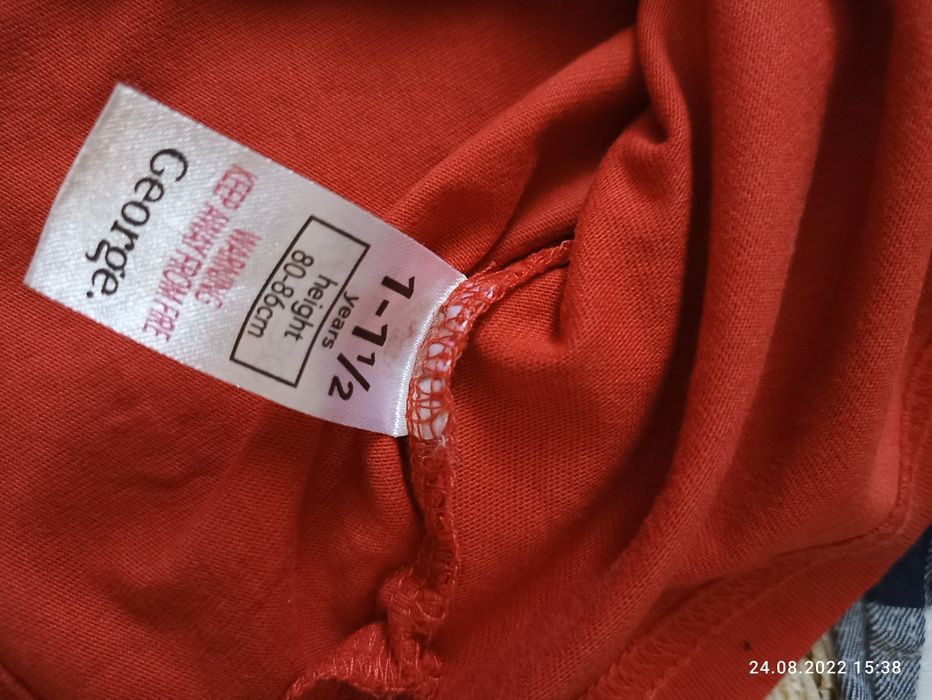 1-1½
years
height
80-86cm
WARNING
KEEP AWAY FROM FIRE
George.
24.08.2022 15:38